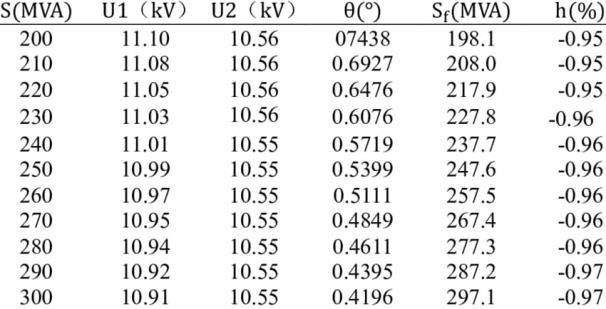 S(MVA) U1（kV） U2（kV） θ(°) Sf(MVA) h(%)
200 11.10 10.56 07438 198.1 -0.95
210 11.08 10.56 0.6927 208.0 -0.95
220 11.05 10.56 0.6476 217.9 -0.95
230 11.03 10.56 0.6076 227.8 -0.96
240 11.01 10.55 0.5719 237.7 -0.96
250 10.99 10.55 0.5399 247.6 -0.96
260 10.97 10.55 0.5111 257.5 -0.96
270 10.95 10.55 0.4849 267.4 -0.96
280 10.94 10.55 0.4611 277.3 -0.96
290 10.92 10.55 0.4395 287.2 -0.97
300 10.91 10.55 0.4196 297.1 -0.97